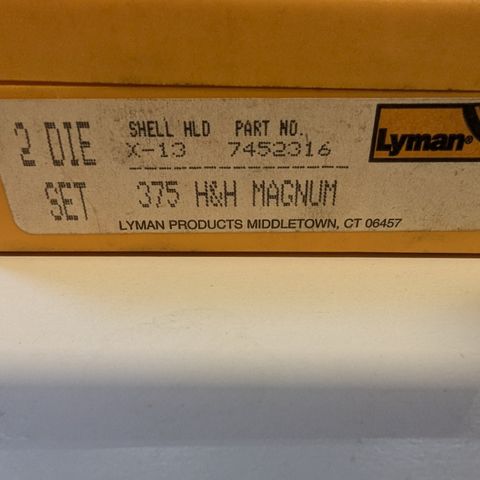 2 DIE
SET
SHELL HLD PART NO.
X-13 7452316
375 H&H MAGNUM
LYMAN PRODUCTS MIDDLETOWN, CT 06457
Lyman®